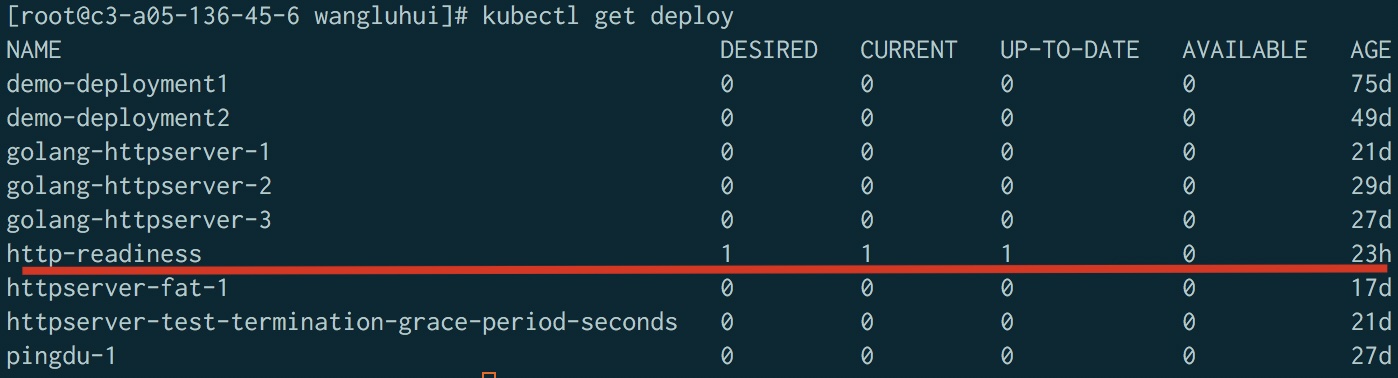 [root@c3-a05-136-45-6 wangluhui]# kubectl get deploy
NAME DESIRED CURRENT UP-TO-DATE AVAILABLE AGE
demo-deployment1 0 0 0 0 75d
demo-deployment2 0 0 0 0 49d
golang-httpserver-1 0 0 0 0 21d
golang-httpserver-2 0 0 0 0 29d
golang-httpserver-3 0 0 0 0 27d
http-readiness 1 1 1 0 23h
httpserver-fat-1 0 0 0 0 17d
httpserver-test-termination-grace-period-seconds 0 0 0 0 21d
pingdu-1 0 0 0 0 27d